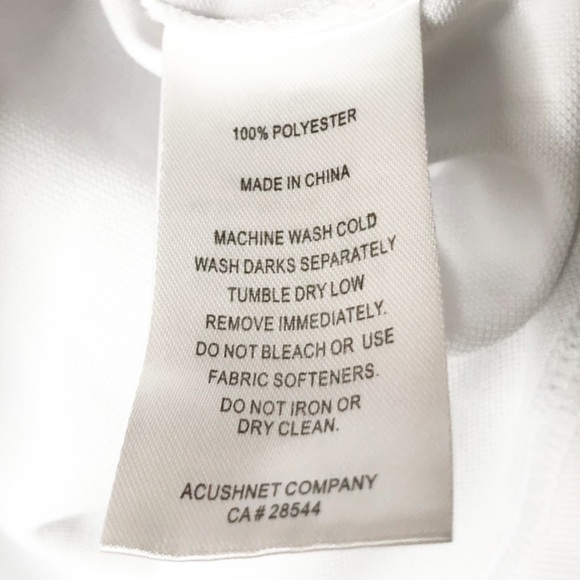 100% POLYESTER
MADE IN CHINA
MACHINE WASH COLD
WASH DARKS SEPARATELY
TUMBLE DRY LOW
REMOVE IMMEDIATELY.
DO NOT BLEACH OR USE
FABRIC SOFTENERS.
DO NOT IRON OR
DRY CLEAN.
ACUSHNET COMPANY
CA# 28544